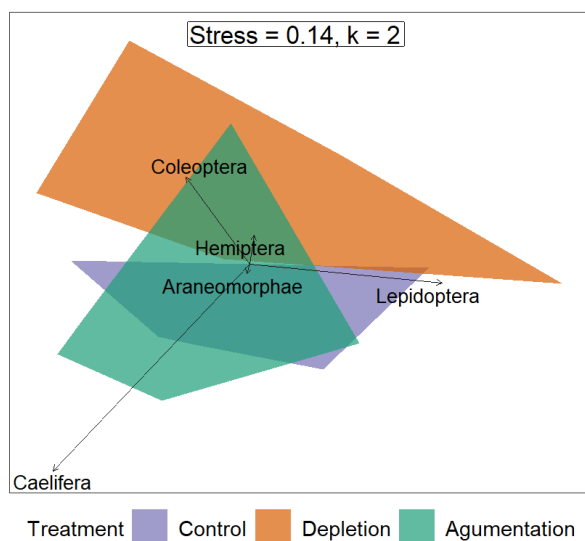 Stress = 0.14, k = 2
Coleoptera
Hemiptera
Araneomorphae
Lepidoptera
Caelifera
Treatment Control Depletion Agumentation